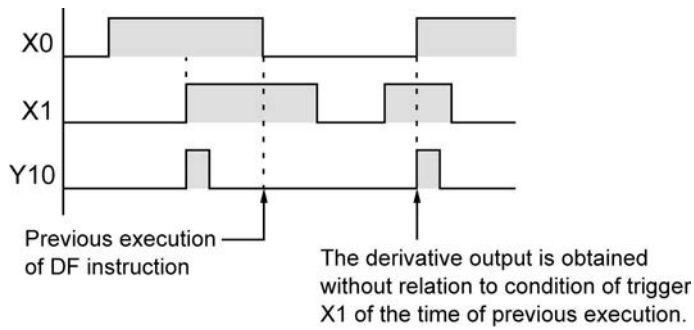 X0
X1
Y10
Previous execution
of DF instruction
The derivative output is obtained
without relation to condition of trigger
X1 of the time of previous execution.